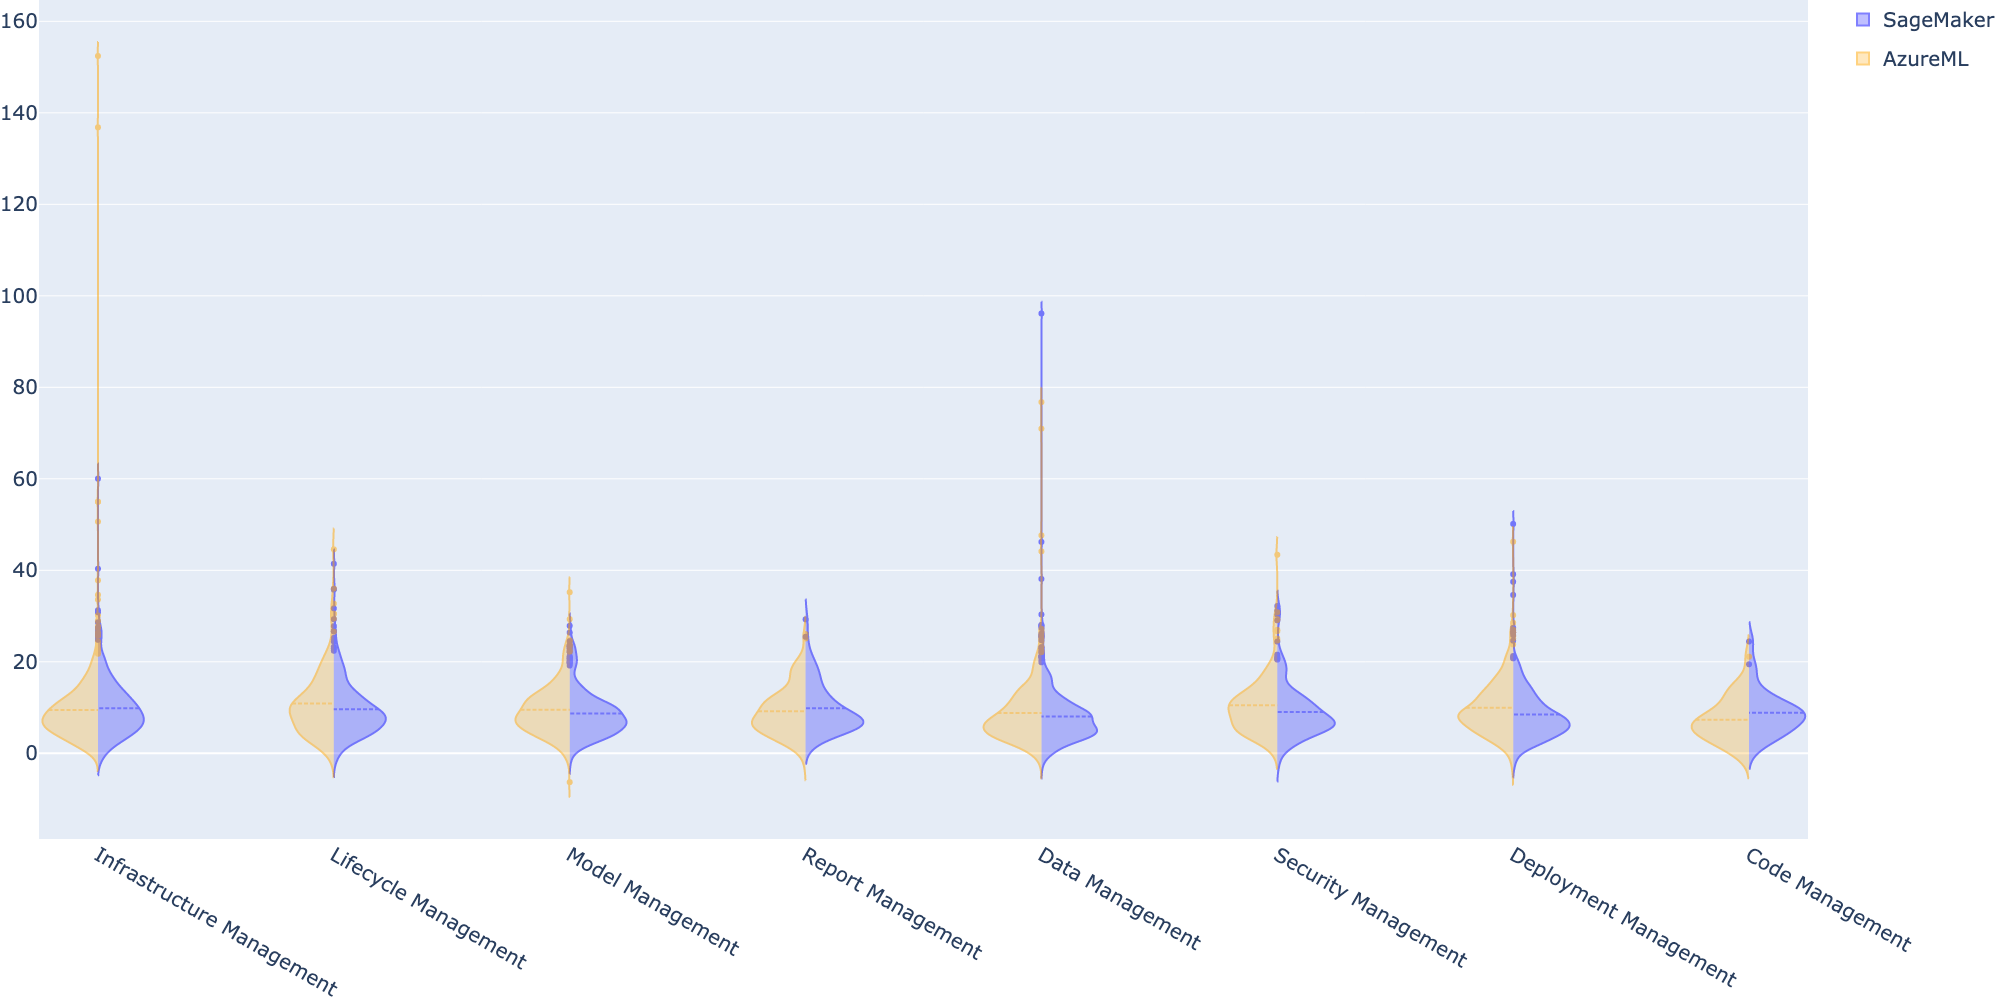 160
140
120
100
80
60
40
20
0
SageMaker
AzureML
Infrastructure Management
Lifecycle Management
Model Management
Report Management
Data Management
Security Management
Deployment Management
Code Management